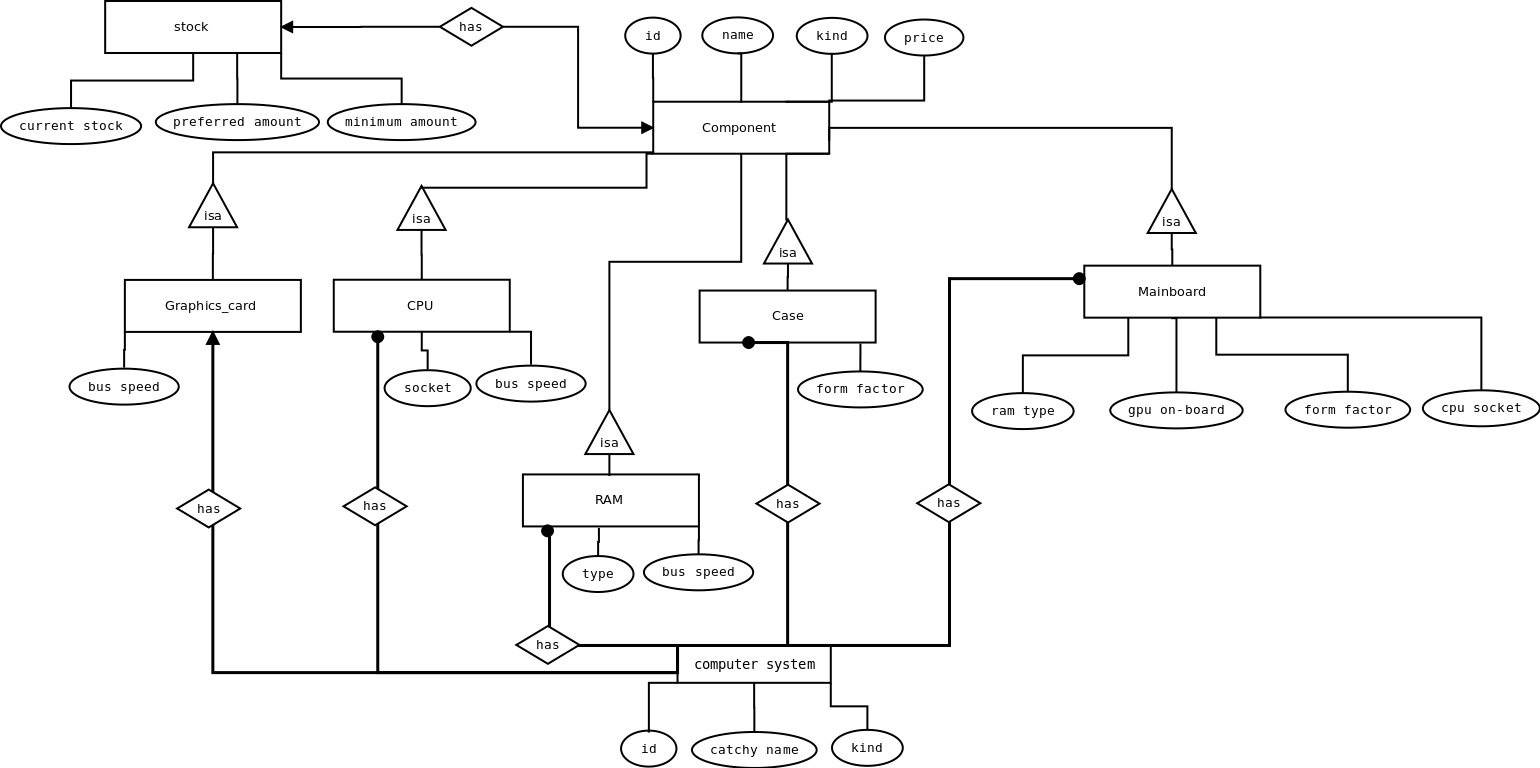 stock
has
id
name
kind
price
current stock
preferred amount
minimum amount
Component
isa
isa
isa
isa
Graphics_card
CPU
Case
Mainboard
bus speed
socket
bus speed
form factor
ram type
gpu on-board
form factor
cpu socket
isa
RAM
has
has
has
has
type
bus speed
has
computer system
id
catchy name
kind